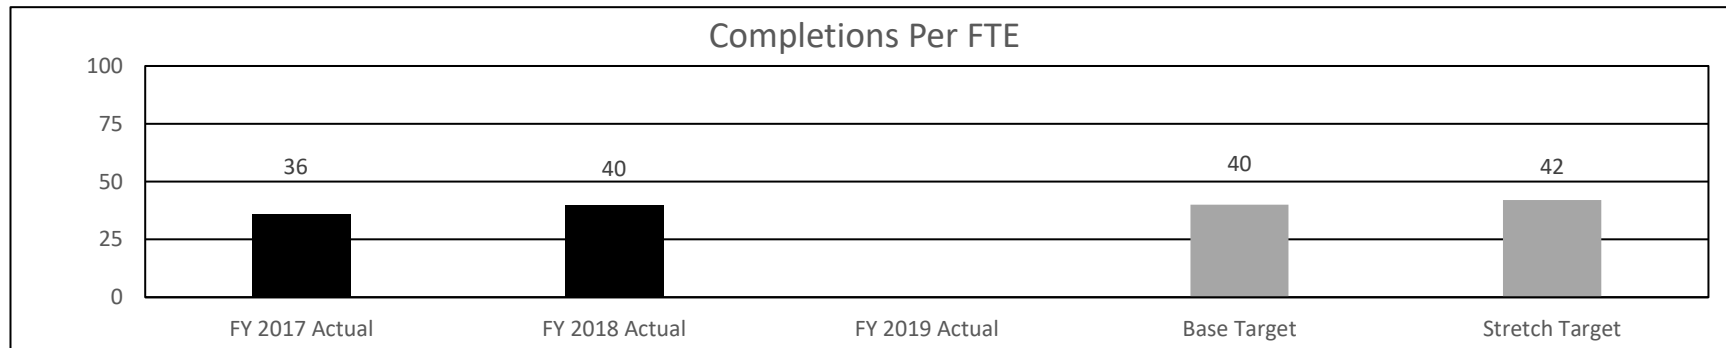 Completions Per FTE
100
75
50
25
0
36
40
40
42
FY 2017 Actual
FY 2018 Actual
FY 2019 Actual
Base Target
Stretch Target